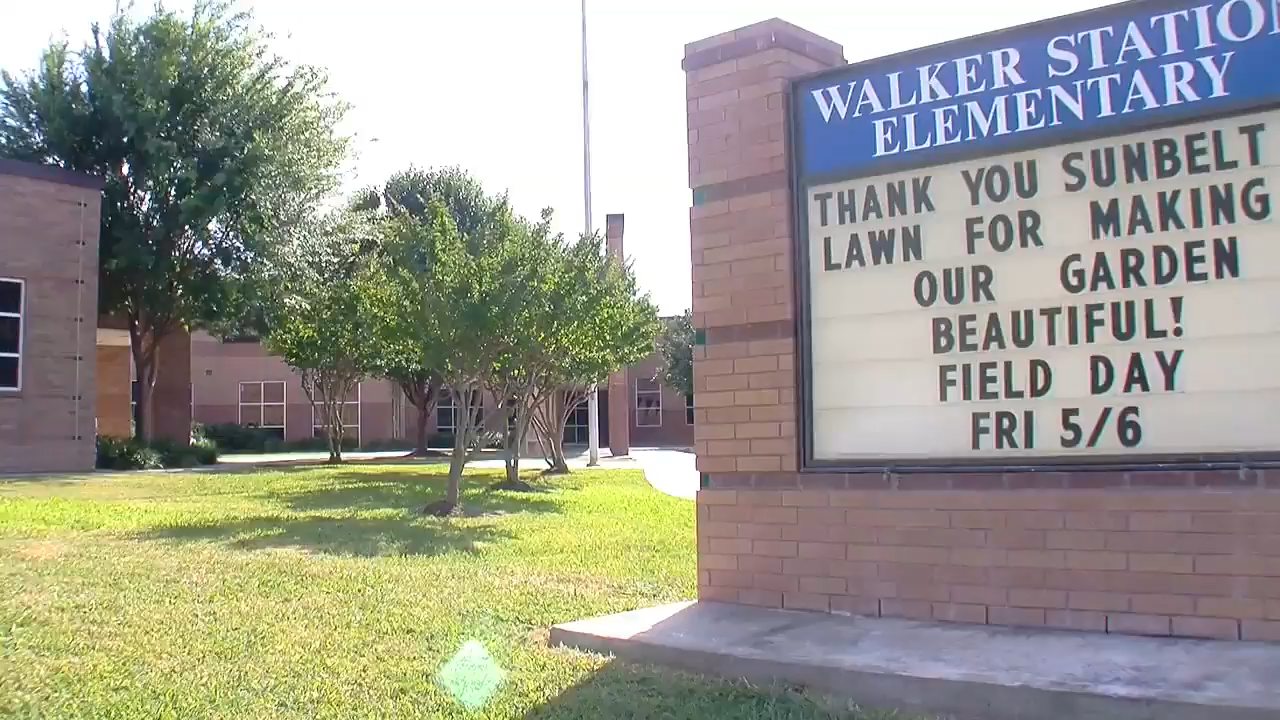 WALKER STATION
ELEMENTARY
THANK YOU SUNBELT
LAWN FOR MAKING
OUR GARDEN
BEAUTIFUL!
FIELD DAY
FRI 5/6